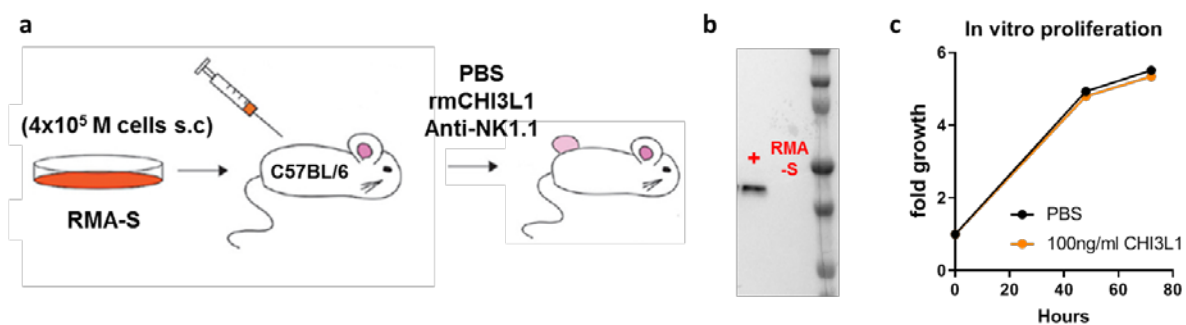 a
(4x10⁵ M cells s.c)
RMA-S
C57BL/6
PBS
rmCHI3L1
Anti-NK1.1
b
+
RMA
-S
c
In vitro proliferation
fold growth
6
4
2
0
PBS
100ng/ml CHI3L1
0 20 40 60 80
Hours